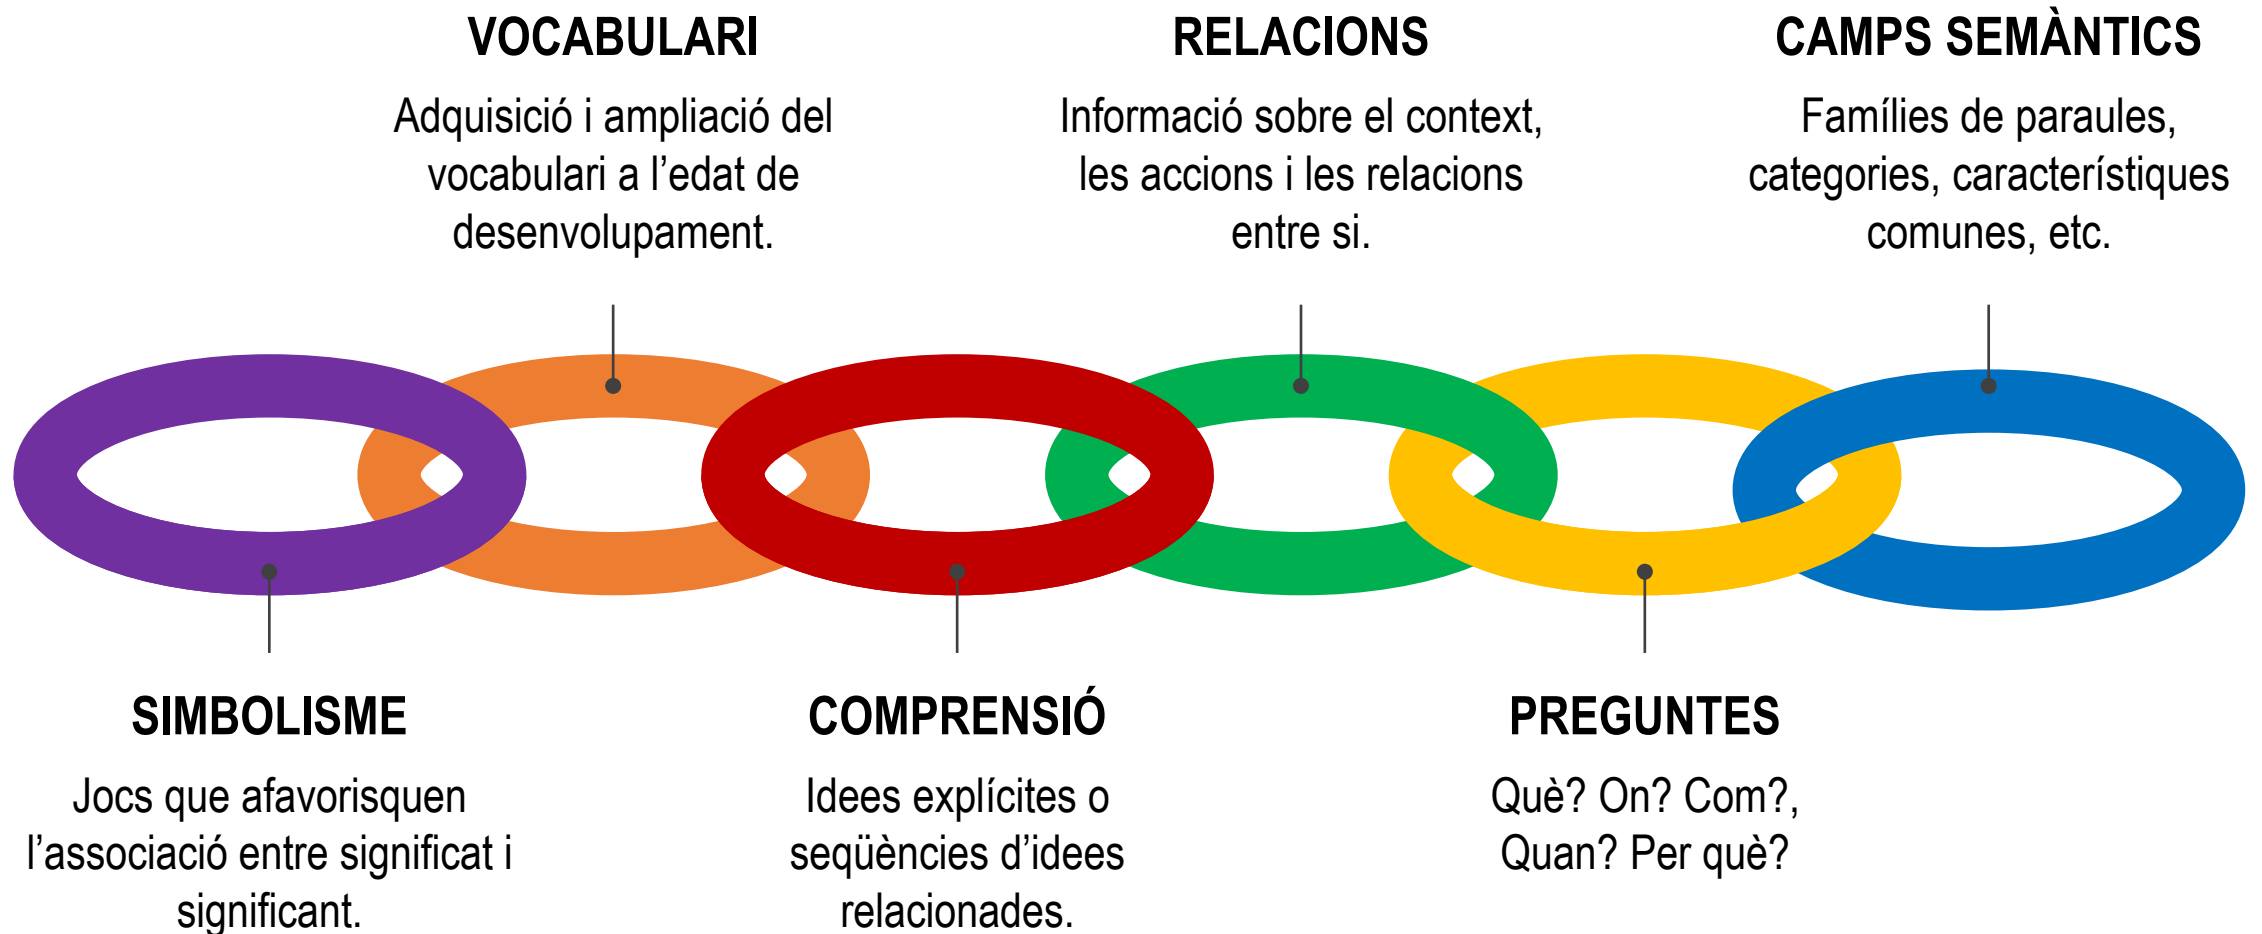 VOCABULARI
Adquisició i ampliació del
vocabulari a l’edat de
desenvolupament.
RELACIONS
Informació sobre el context,
les accions i les relacions
entre si.
CAMPS SEMÀNTICS
Famílies de paraules,
categories, característiques
comunes, etc.
SIMBOLISME
Jocs que afavorisquen
l’associació entre significat i
significant.
COMPRENSIÓ
Idees explícites o
seqüències d’idees
relacionades.
PREGUNTES
Què? On? Com?,
Quan? Per què?